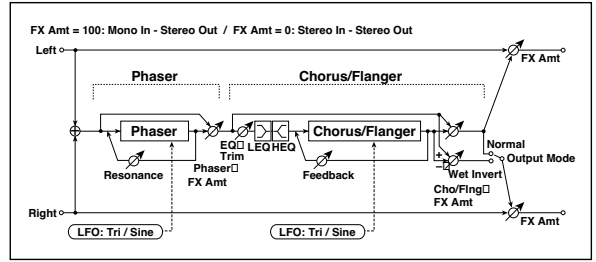 FX Amt = 100: Mono In - Stereo Out / FX Amt = 0: Stereo In - Stereo Out
Left
FX Amt
Phaser
Chorus/Flanger
Phaser
EQ□
Trim
LEQ
HEQ
Chorus/Flanger
Normal
Output Mode
Resonance
Phaser□
FX Amt
Feedback
+
−
Wet Invert
Cho/Flng□
FX Amt
Right
FX Amt
LFO: Tri / Sine
LFO: Tri / Sine